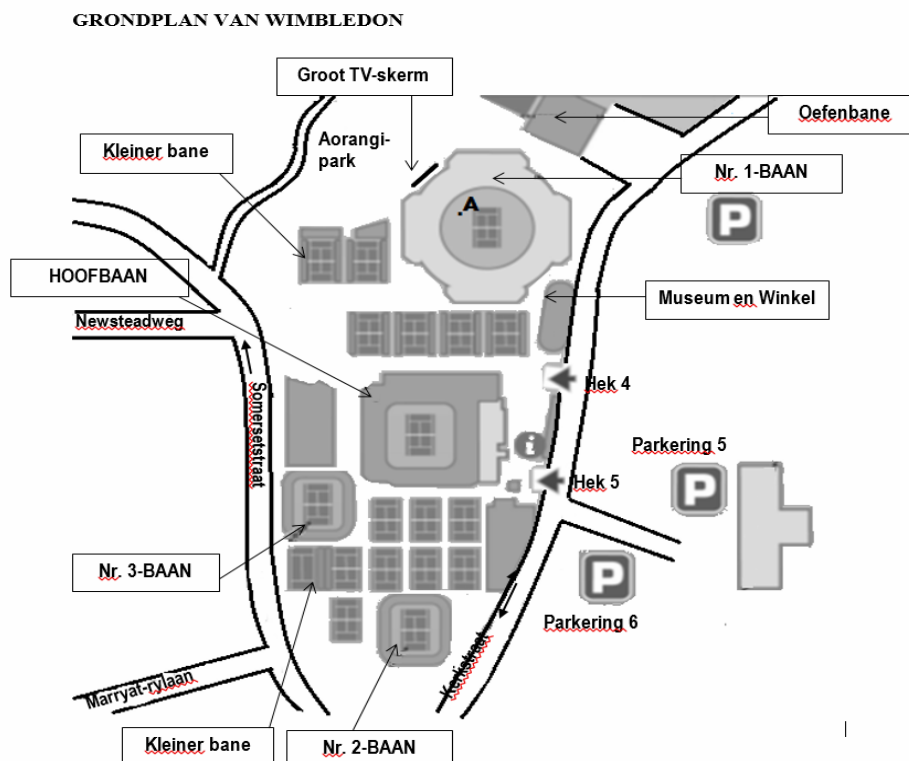 GRONDPLAN VAN WIMBLEDON
Groot TV-skerm
Oefenbane
Kleiner bane
Aorangi-
park
Nr. 1-BAAN
A
P
HOOFBAAN
Museum en Winkel
Newsteadweg
Hek 4
Somersetstraat
Parkering 5
i
P
Hek 5
Nr. 3-BAAN
P
Parkering 6
Kerkstraat
Marryat-rylaan
Kleiner bane
Nr. 2-BAAN